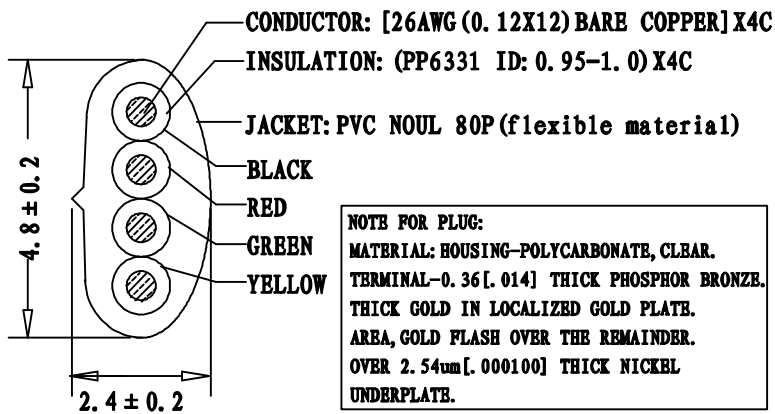 CONDUCTOR: [26AWG(0.12X12)BARE COPPER]X4C
INSULATION: (PP6331 ID:0.95-1.0)X4C
JACKET:PVC NOUL 80P(flexible material)
BLACK
RED
GREEN
YELLOW
4.8±0.2
2.4±0.2
NOTE FOR PLUG:
MATERIAL:HOUSING-POLYCARBONATE,CLEAR.
TERMINAL-0.36[.014] THICK PHOSPHOR BRONZE.
THICK GOLD IN LOCALIZED GOLD PLATE.
AREA,GOLD FLASH OVER THE REMAINDER.
OVER 2.54um[.000100] THICK NICKEL
UNDERPLATE.